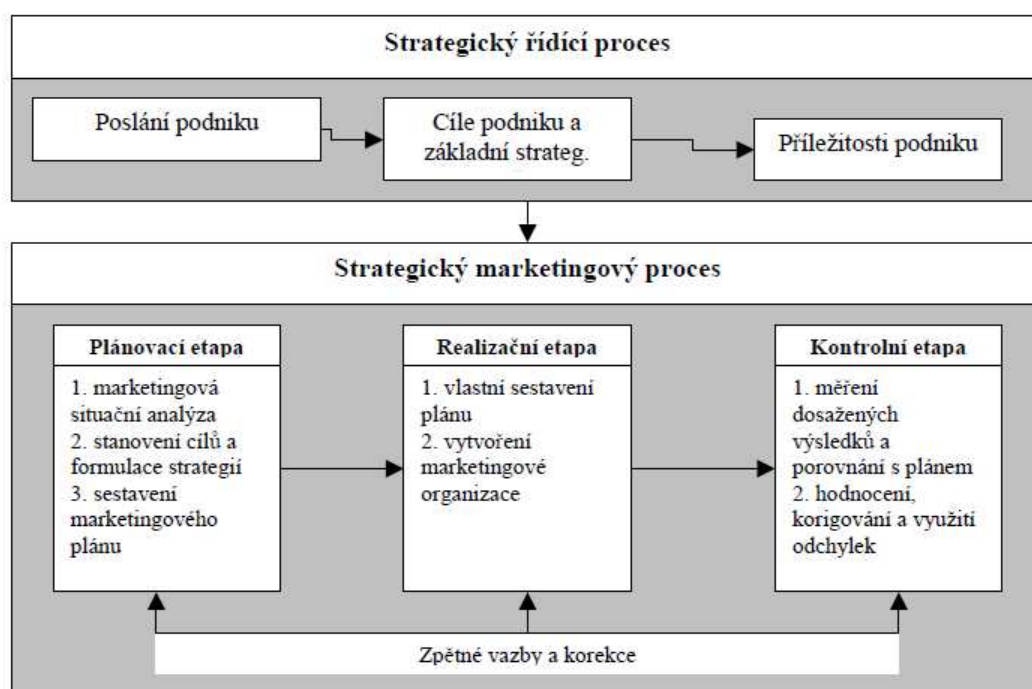 Strategický řídící proces
Poslání podniku
Cíle podniku a
základní strateg.
Příležitosti podniku
Strategický marketingový proces
Plánovací etapa
1. marketingová
situační analýza
2. stanovení cílů a
formulace strategií
3. sestavení
marketingového
plánu
Realizační etapa
1. vlastní sestavení
plánu
2. vytvoření
marketingové
organizace
Kontrolní etapa
1. měření
dosažených
výsledků a
porovnání s plánem
2. hodnocení,
korigování a využití
odchylek
Zpětné vazby a korekce